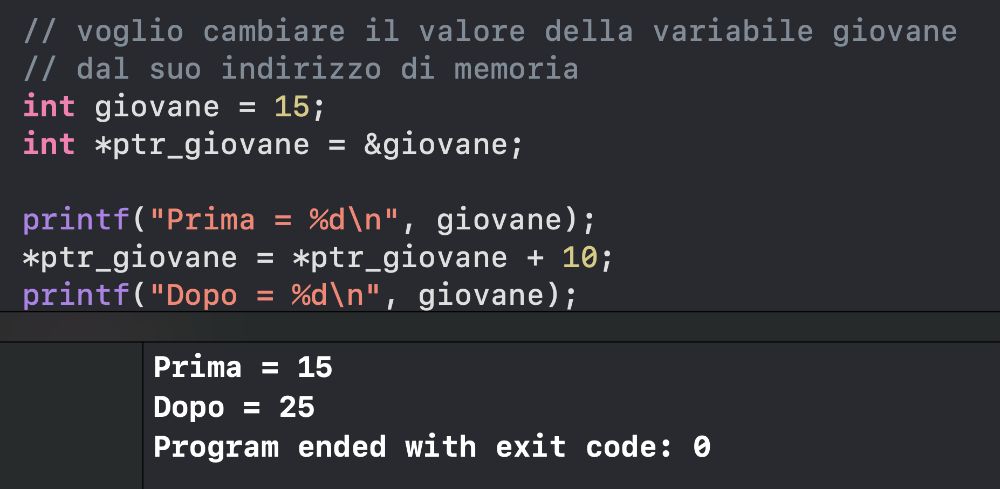 // voglio cambiare il valore della variabile giovane
// dal suo indirizzo di memoria
int giovane = 15;
int *ptr_giovane = &giovane;
printf("Prima = %d\n", giovane);
*ptr_giovane = *ptr_giovane + 10;
printf("Dopo = %d\n", giovane);
Prima = 15
Dopo = 25
Program ended with exit code: 0